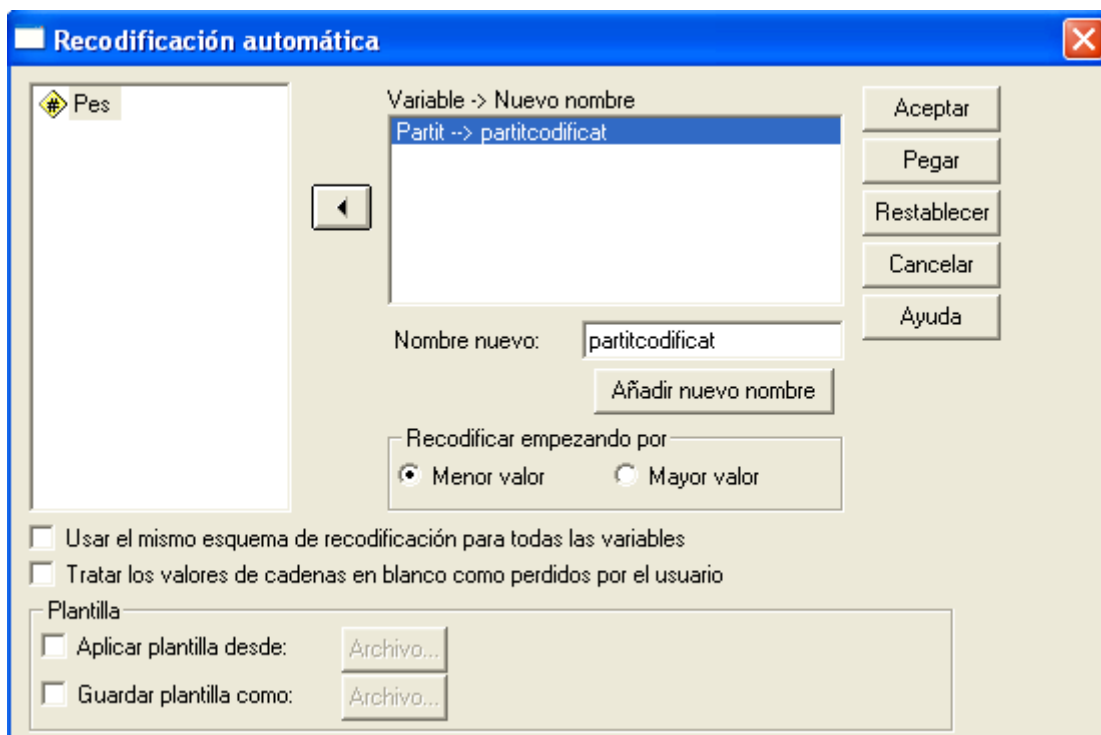 Recodificación automática
Pes
Variable -> Nuevo nombre
Partit --> partitcodificat
Aceptar
Pegar
Restablecer
Cancelar
Ayuda
Nombre nuevo: partitcodificat
Añadir nuevo nombre
Recodificar empezando por
Menor valor Mayor valor
Usar el mismo esquema de recodificación para todas las variables
Tratar los valores de cadenas en blanco como perdidos por el usuario
Plantilla
Aplicar plantilla desde: Archivo...
Guardar plantilla como: Archivo...